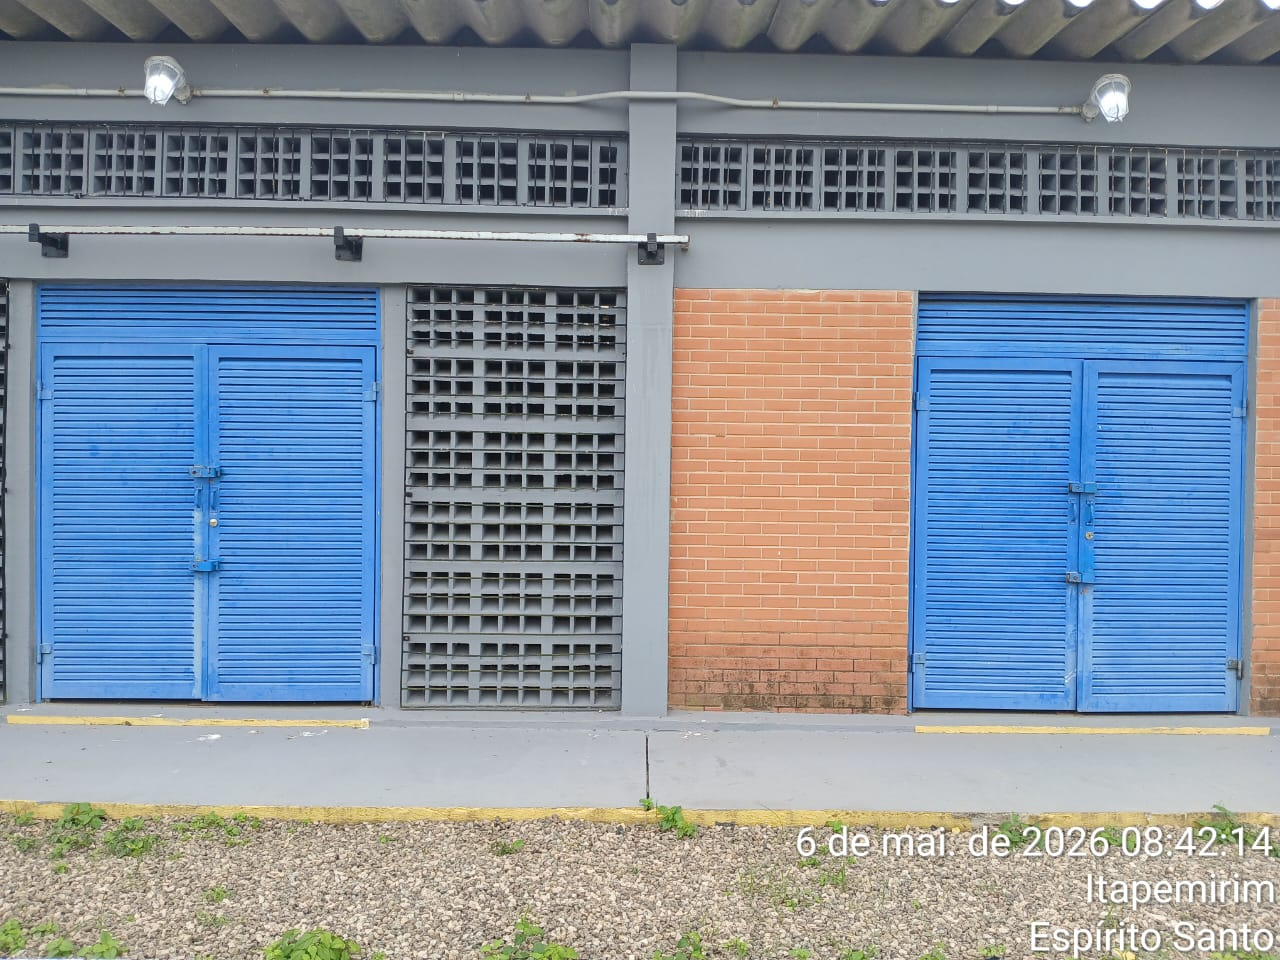 6 de mai. de 2026 08:42:14
Itapemirim
Espírito Santo